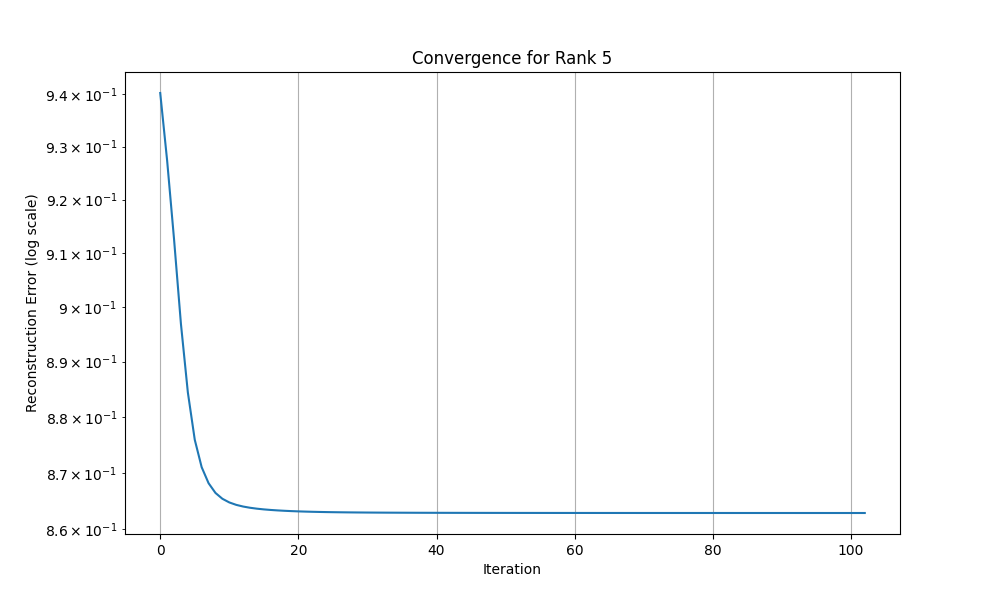 Convergence for Rank 5
Reconstruction Error (log scale)
9.4 × 10⁻¹
9.3 × 10⁻¹
9.2 × 10⁻¹
9.1 × 10⁻¹
9 × 10⁻¹
8.9 × 10⁻¹
8.8 × 10⁻¹
8.7 × 10⁻¹
8.6 × 10⁻¹
0 20 40 60 80 100
Iteration